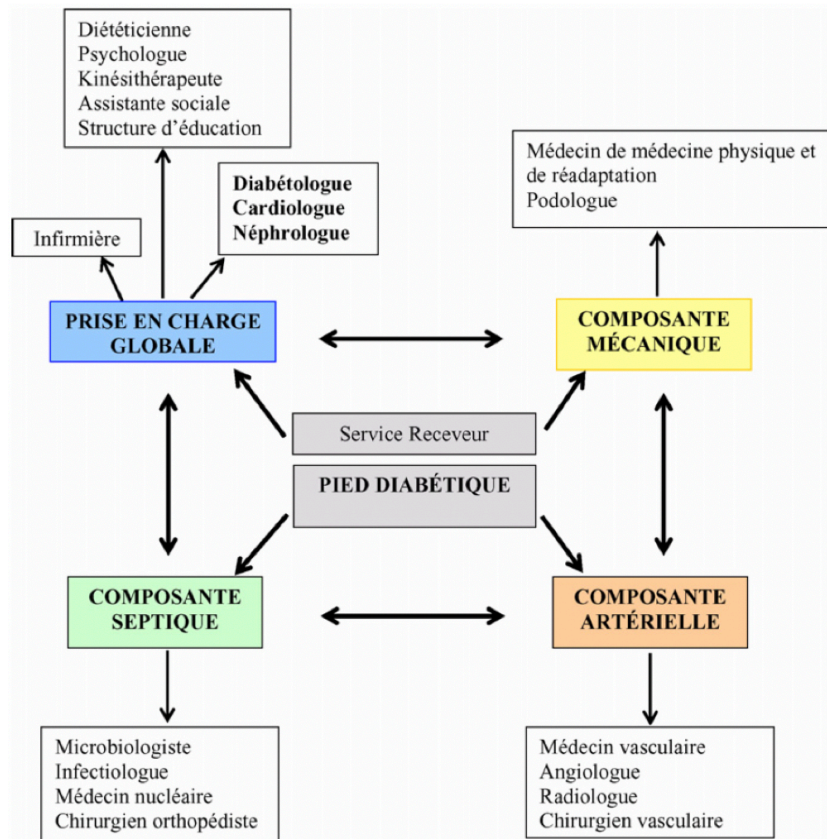 Diététicienne
Psychologue
Kinésithérapeute
Assistante sociale
Structure d'éducation
Médecin de médecine physique et
de réadaptation
Podologue
Diabétologue
Cardiologue
Néphrologue
Infirmière
PRISE EN CHARGE
GLOBALE
COMPOSANTE
MÉCANIQUE
Service Receveur
PIED DIABÉTIQUE
COMPOSANTE
SEPTIQUE
COMPOSANTE
ARTÉRIELLE
Microbiologiste
Infectiologue
Médecin nucléaire
Chirurgien orthopédiste
Médecin vasculaire
Angiologue
Radiologue
Chirurgien vasculaire